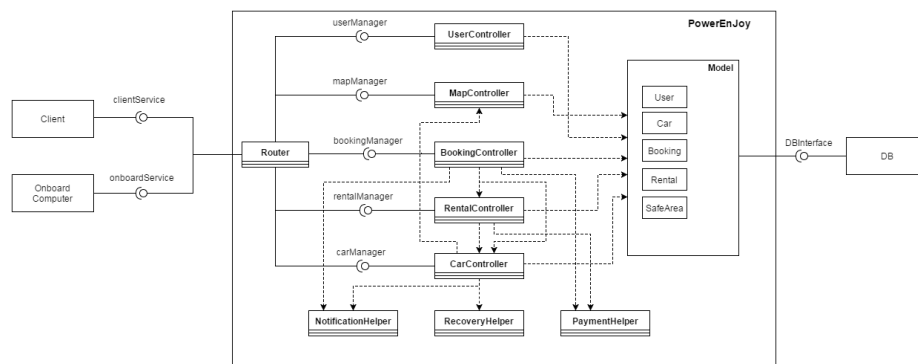 userManager
PowerEnJoy
UserController
Model
mapManager
User
clientService
MapController
Client
Car
bookingManager
DBInterface
Router
BookingController
Booking
DB
onboardService
Onboard
Computer
Rental
rentalManager
RentalController
SafeArea
carManager
CarController
NotificationHelper
RecoveryHelper
PaymentHelper